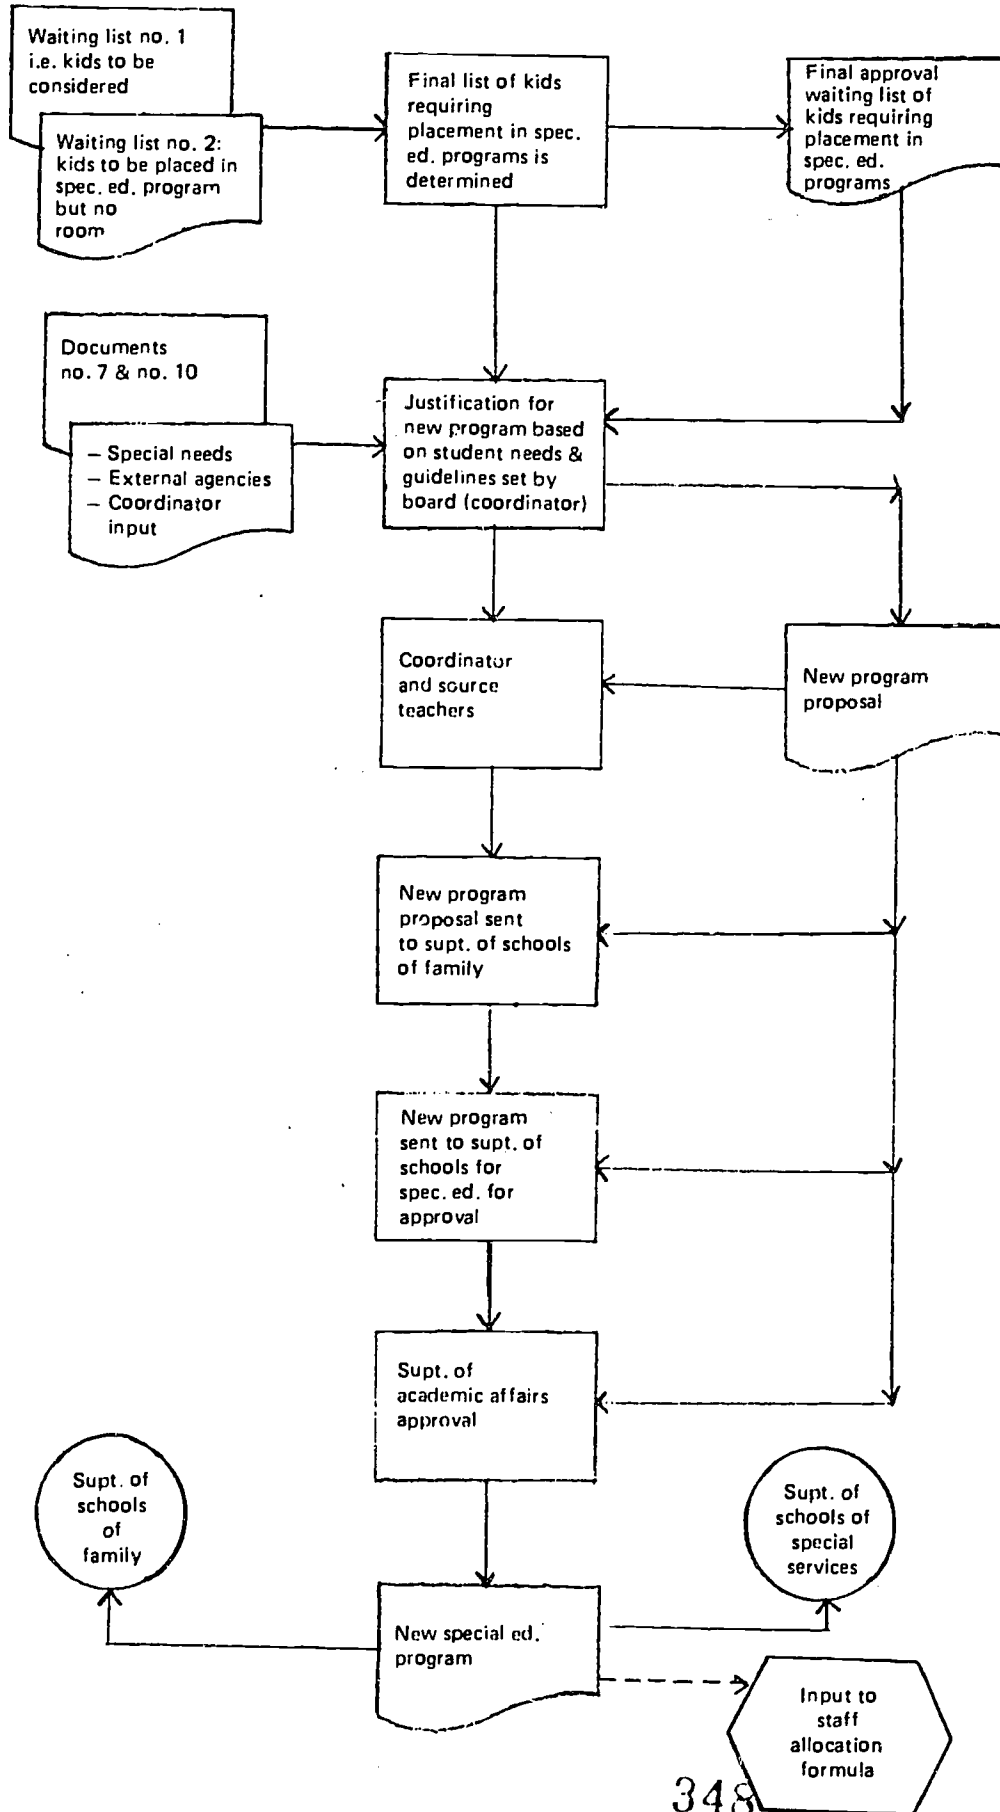 Waiting list no. 1
i.e. kids to be
considered
Waiting list no. 2:
kids to be placed in
spec. ed. program
but no
room
Final list of kids
requiring
placement in spec.
ed. programs is
determined
Final approval
waiting list of
kids requiring
placement in
spec. ed.
programs
Documents
no. 7 & no. 10
– Special needs
– External agencies
– Coordinator
input
Justification for
new program based
on student needs &
guidelines set by
board (coordinator)
Coordinator
and source
teachers
New program
proposal
New program
proposal sent
to supt. of schools
of family
New program
sent to supt. of
schools for
spec. ed. for
approval
Supt. of
academic affairs
approval
Supt. of
schools
of
family
Supt. of
schools of
special
services
New special ed.
program
Input to
staff
allocation
formula
348